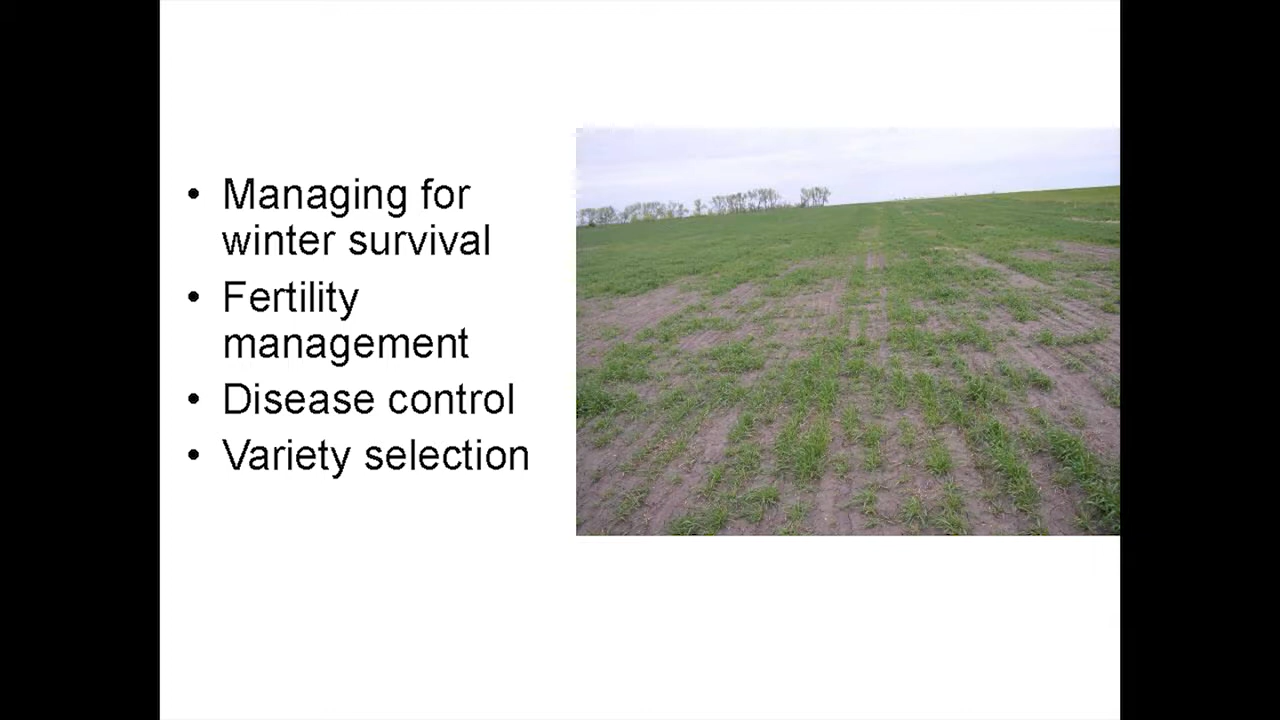 • Managing for
winter survival
• Fertility
management
• Disease control
• Variety selection